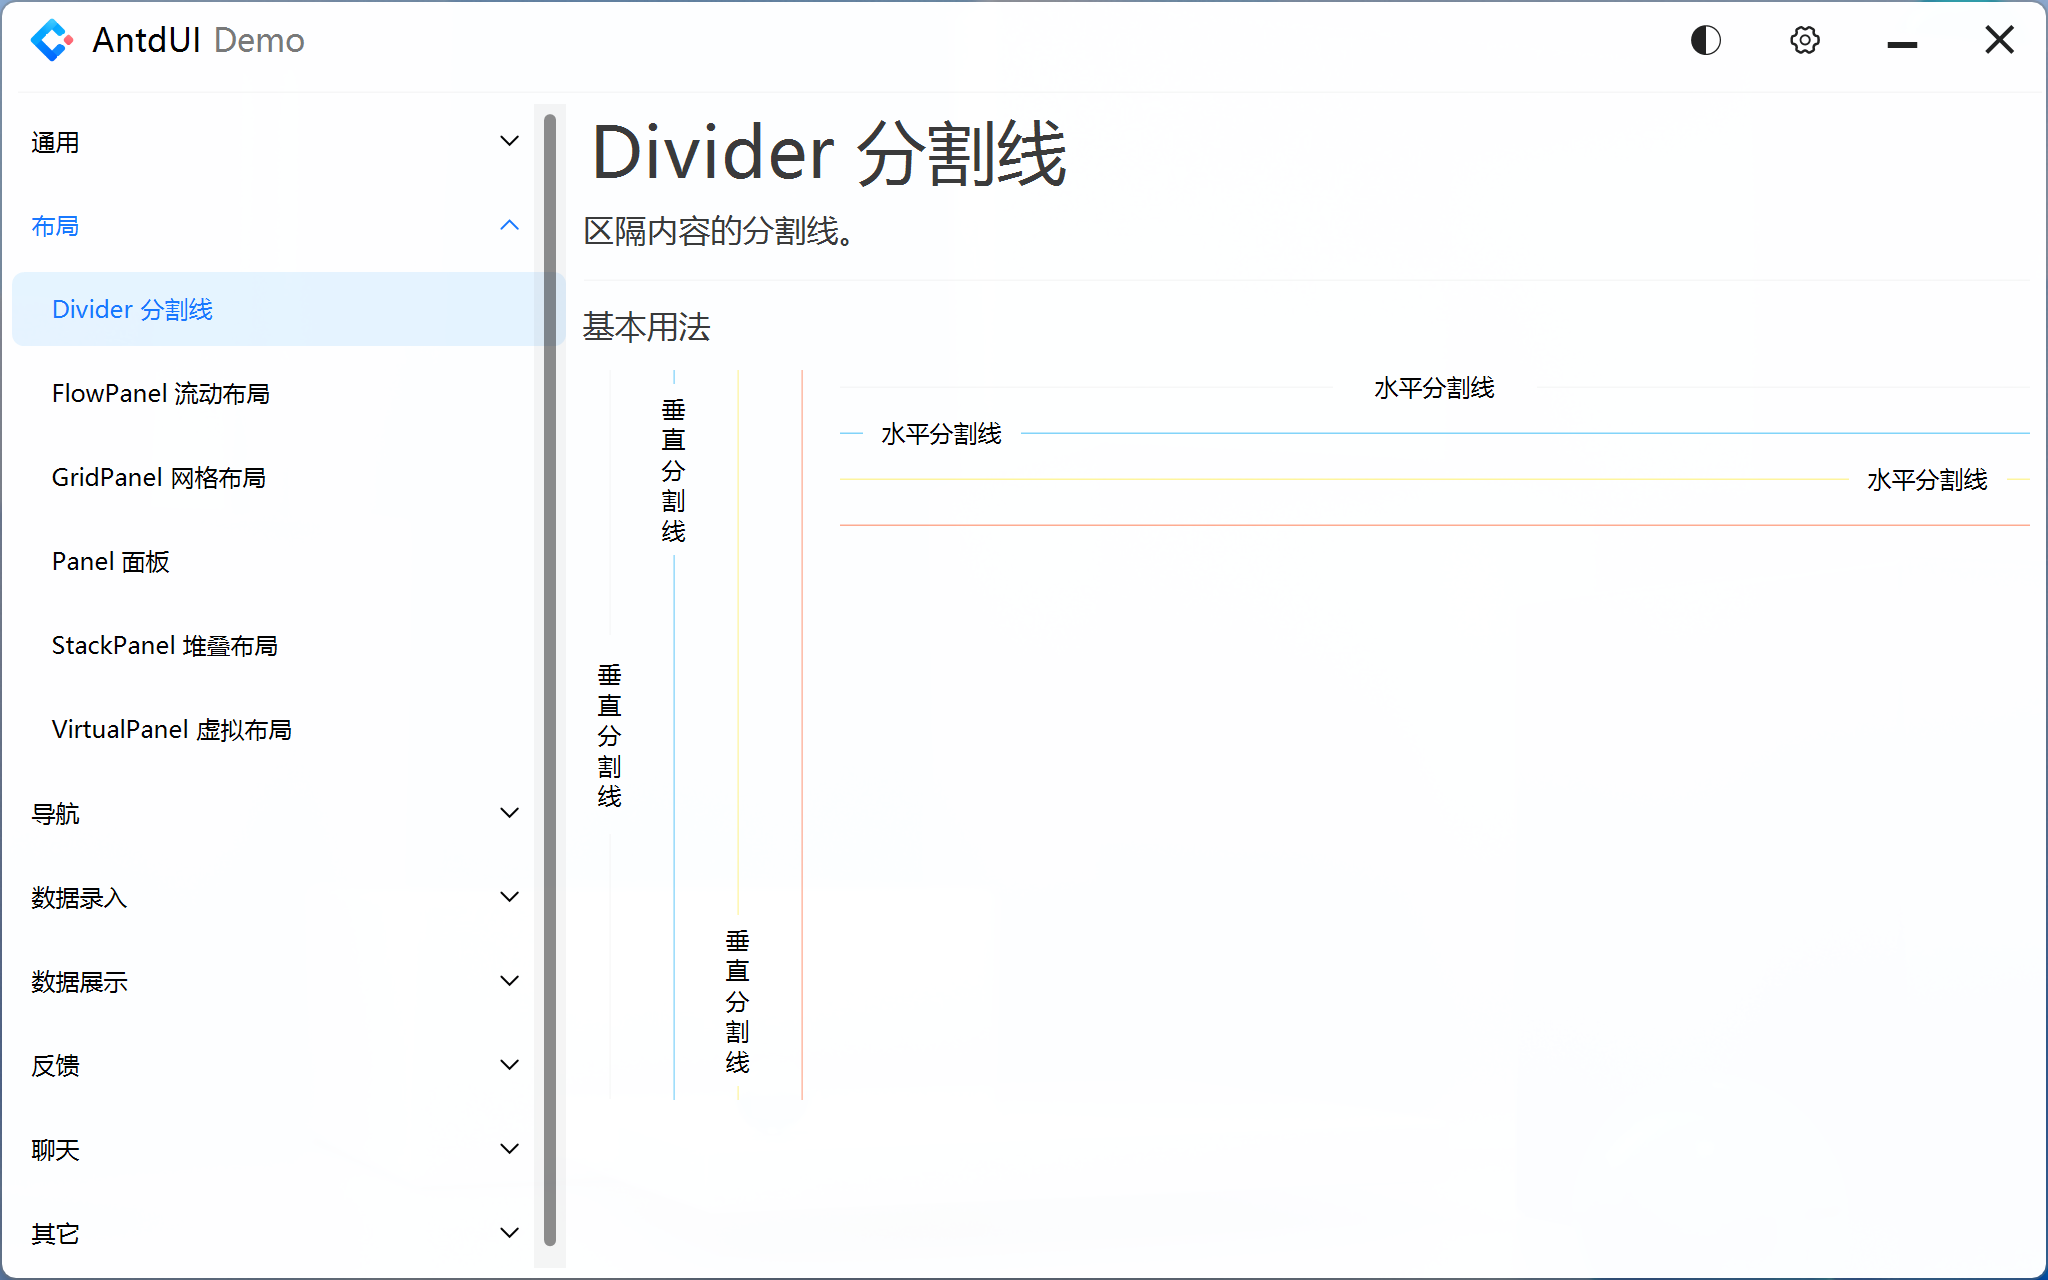 AntdUI Demo
通用
布局
Divider 分割线
FlowPanel 流动布局
GridPanel 网格布局
Panel 面板
StackPanel 堆叠布局
VirtualPanel 虚拟布局
导航
数据录入
数据展示
反馈
聊天
其它
Divider 分割线
区隔内容的分割线。
基本用法
垂直分割线
垂直分割线
垂直分割线
水平分割线
水平分割线
水平分割线